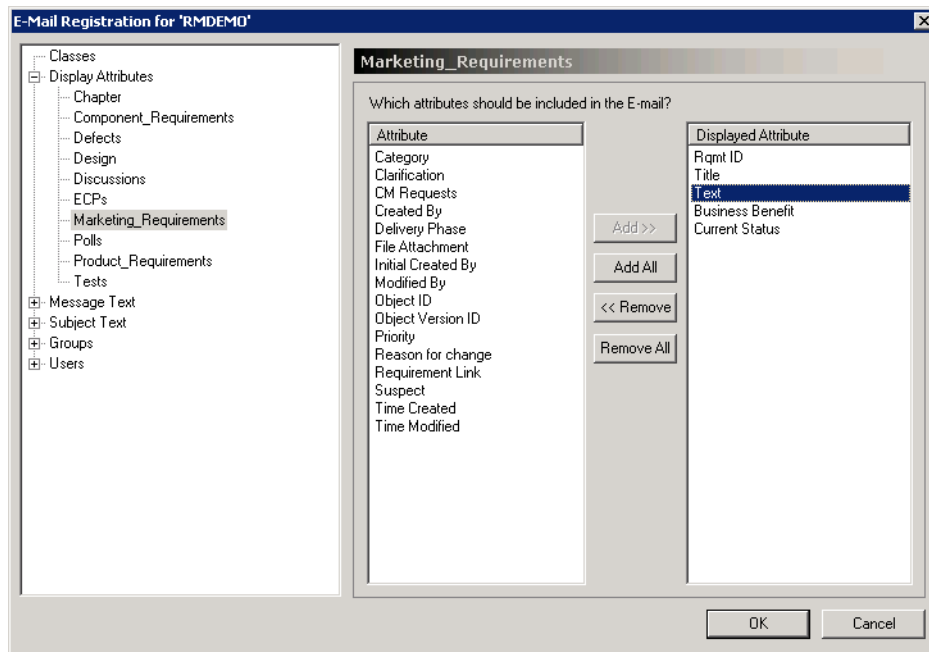 E-Mail Registration for 'RMDEMO'
Classes
Display Attributes
Chapter
Component_Requirements
Defects
Design
Discussions
ECPs
Marketing_Requirements
Polls
Product_Requirements
Tests
Message Text
Subject Text
Groups
Users
Marketing_Requirements
Which attributes should be included in the E-mail?
Attribute
Category
Clarification
CM Requests
Created By
Delivery Phase
File Attachment
Initial Created By
Modified By
Object ID
Object Version ID
Priority
Reason for change
Requirement Link
Suspect
Time Created
Time Modified
Add >>
Add All
<< Remove
Remove All
Displayed Attribute
Rqmt ID
Title
Text
Business Benefit
Current Status
OK
Cancel